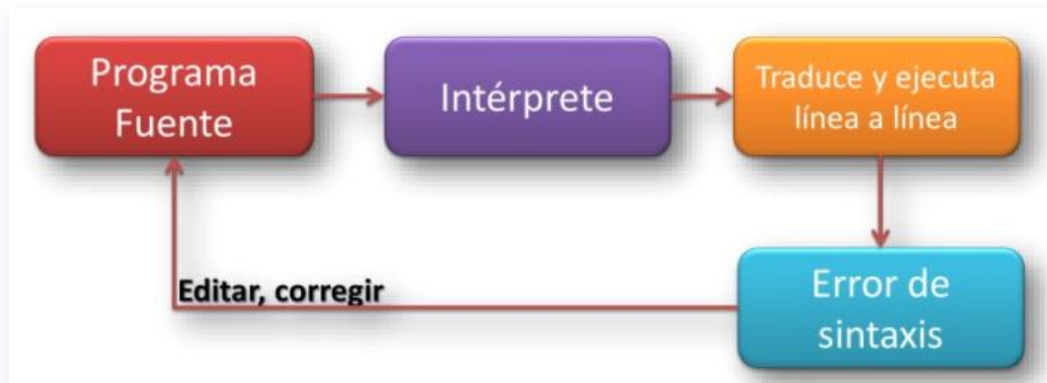 Programa
Fuente
Intérprete
Traduce y ejecuta
línea a línea
Editar, corregir
Error de
sintaxis